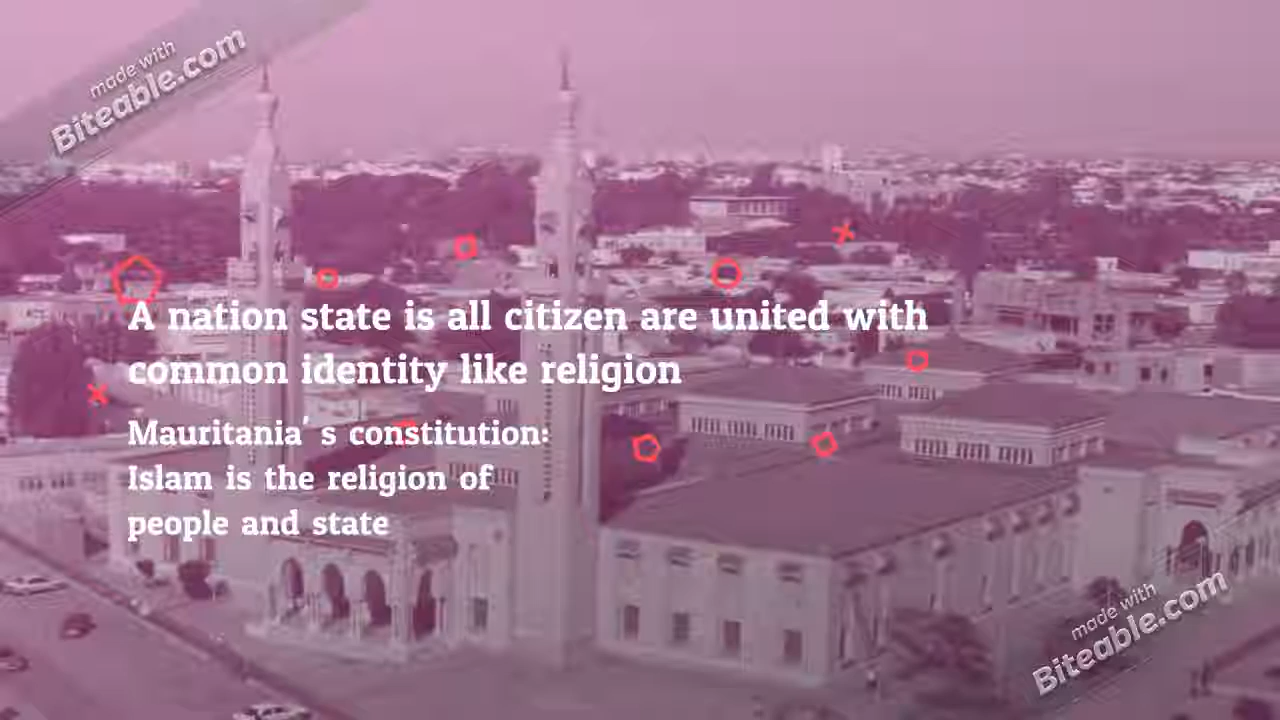 made with
Biteable.com
A nation state is all citizen are united with
common identity like religion
Mauritania' s constitution:
Islam is the religion of
people and state
made with
Biteable.com